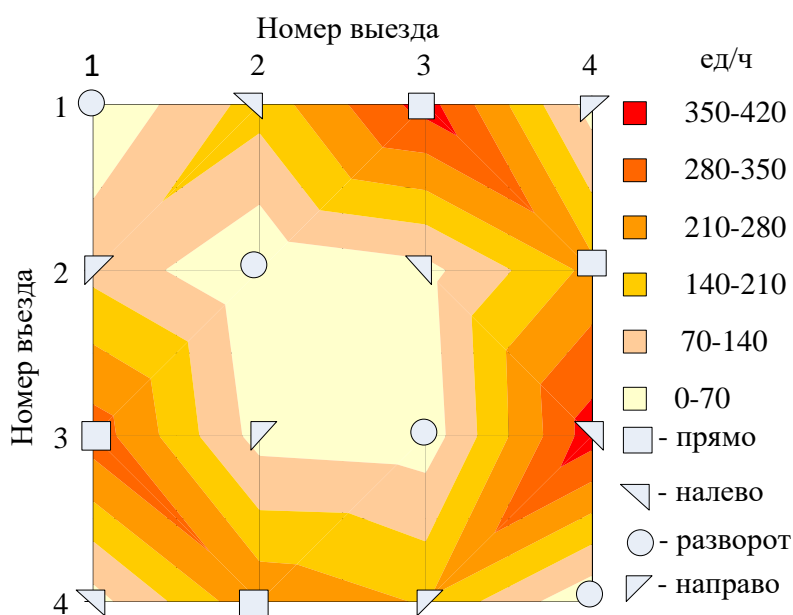 Номер выезда
1 2 3 4
ед/ч
1
2
3
4
Номер въезда
350-420
280-350
210-280
140-210
70-140
0-70
- прямо
- налево
- разворот
- направо